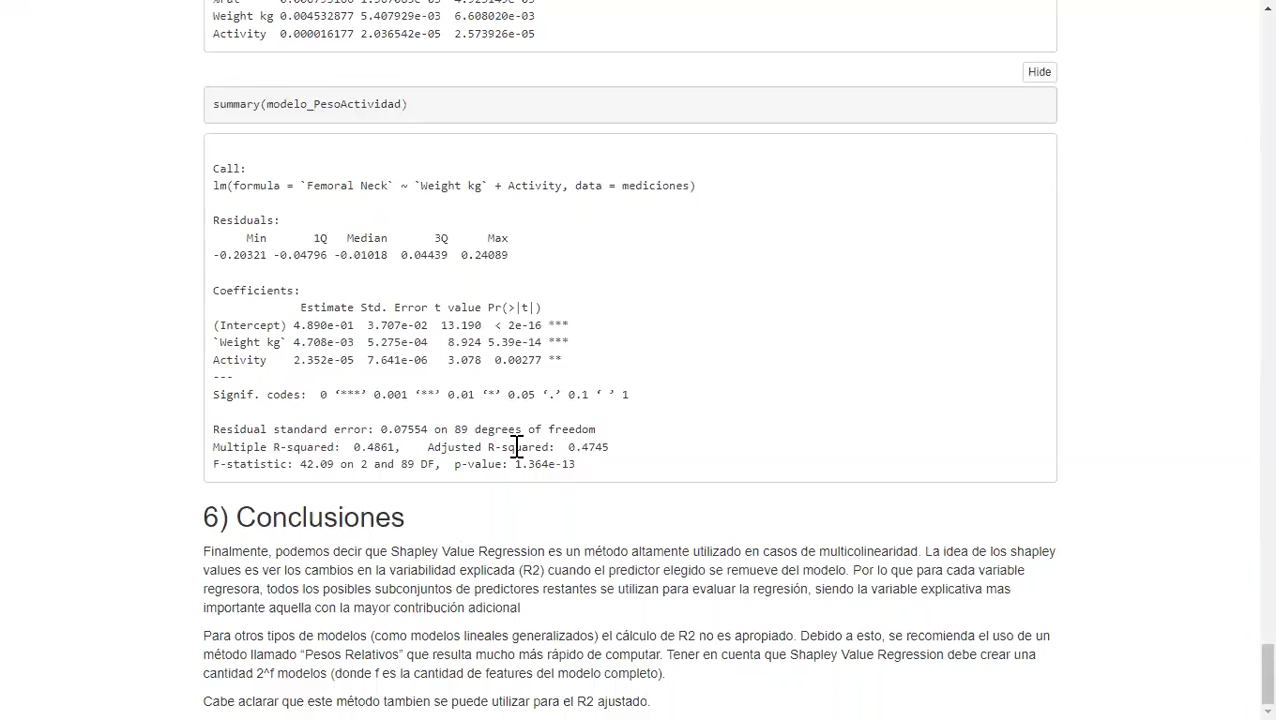 Weight kg 0.004532877 5.407929e-03 6.608020e-03
Activity 0.000016177 2.036542e-05 2.573926e-05
Hide
summary(modelo_PesoActividad)
Call:
lm(formula = `Femoral Neck` ~ `Weight kg` + Activity, data = mediciones)
Residuals:
Min 1Q Median 3Q Max
-0.20321 -0.04796 -0.01018 0.04439 0.24089
Coefficients:
Estimate Std. Error t value Pr(>|t|)
(Intercept) 4.890e-01 3.707e-02 13.190 < 2e-16 ***
`Weight kg` 4.708e-03 5.275e-04 8.924 5.39e-14 ***
Activity 2.352e-05 7.641e-06 3.078 0.00277 **
---
Signif. codes: 0 ‘***’ 0.001 ‘**’ 0.01 ‘*’ 0.05 ‘.’ 0.1 ‘ ’ 1
Residual standard error: 0.07554 on 89 degrees of freedom
Multiple R-squared: 0.4861, Adjusted R-squared: 0.4745
F-statistic: 42.09 on 2 and 89 DF, p-value: 1.364e-13
6) Conclusiones
Finalmente, podemos decir que Shapley Value Regression es un método altamente utilizado en casos de multicolinearidad. La idea de los shapley
values es ver los cambios en la variabilidad explicada (R2) cuando el predictor elegido se remueve del modelo. Por lo que para cada variable
regresora, todos los posibles subconjuntos de predictores restantes se utilizan para evaluar la regresión, siendo la variable explicativa mas
importante aquella con la mayor contribución adicional
Para otros tipos de modelos (como modelos lineales generalizados) el cálculo de R2 no es apropiado. Debido a esto, se recomienda el uso de un
método llamado “Pesos Relativos” que resulta mucho más rápido de computar. Tener en cuenta que Shapley Value Regression debe crear una
cantidad 2^f modelos (donde f es la cantidad de features del modelo completo).
Cabe aclarar que este método tambien se puede utilizar para el R2 ajustado.